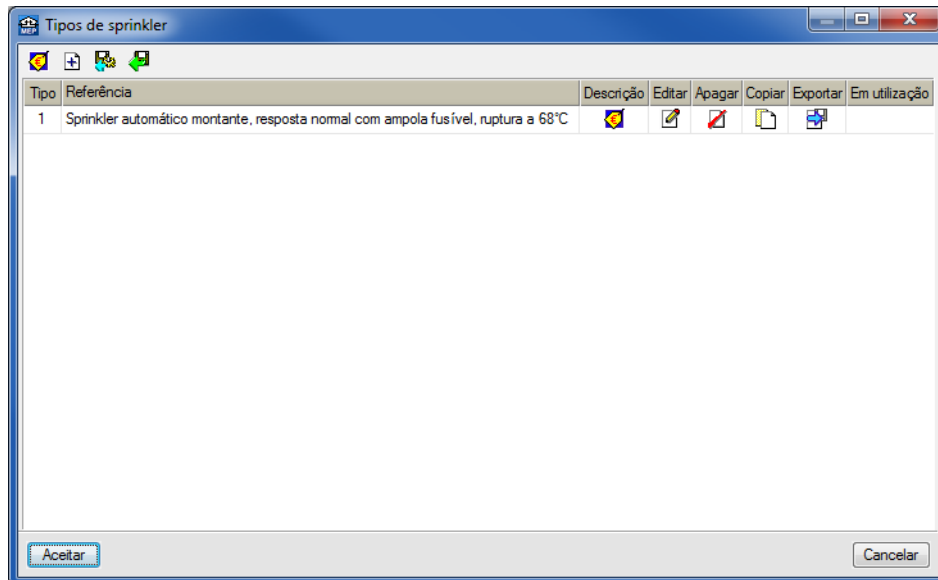 MEP Tipos de sprinkler
Tipo Referência Descrição Editar Apagar Copiar Exportar Em utilização
1 Sprinkler automático montante, resposta normal com ampola fusível, ruptura a 68°C
Aceitar Cancelar